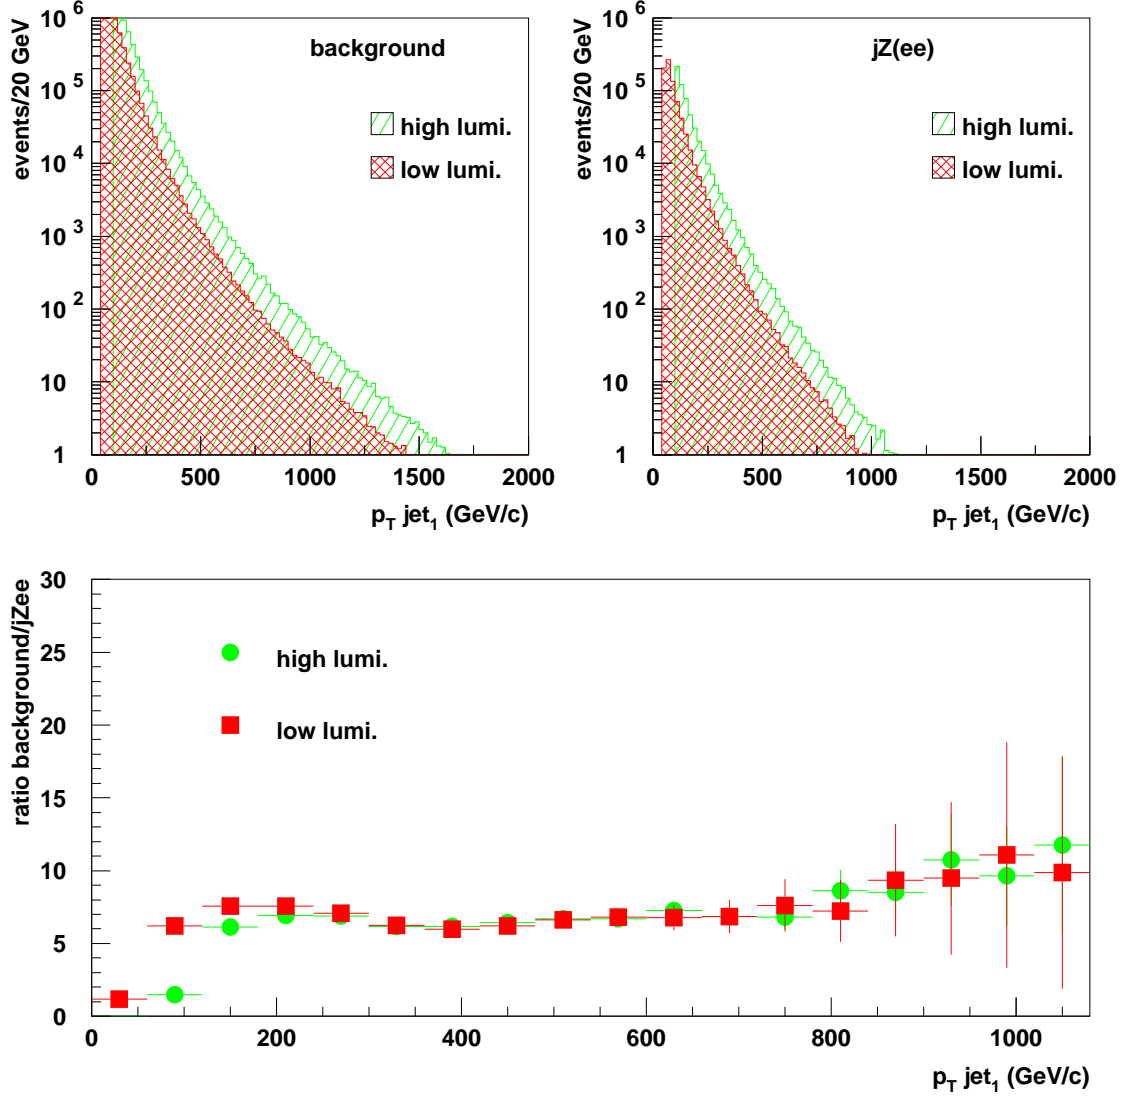 background
events/20 GeV
high lumi.
low lumi.
10 6
10 5
10 4
10 3
10 2
10
1
0 500 1000 1500 2000
p_T jet_1 (GeV/c)
jZ(ee)
events/20 GeV
high lumi.
low lumi.
10 6
10 5
10 4
10 3
10 2
10
1
0 500 1000 1500 2000
p_T jet_1 (GeV/c)
ratio background/jZee
high lumi.
low lumi.
30
25
20
15
10
5
0
0 200 400 600 800 1000
p_T jet_1 (GeV/c)